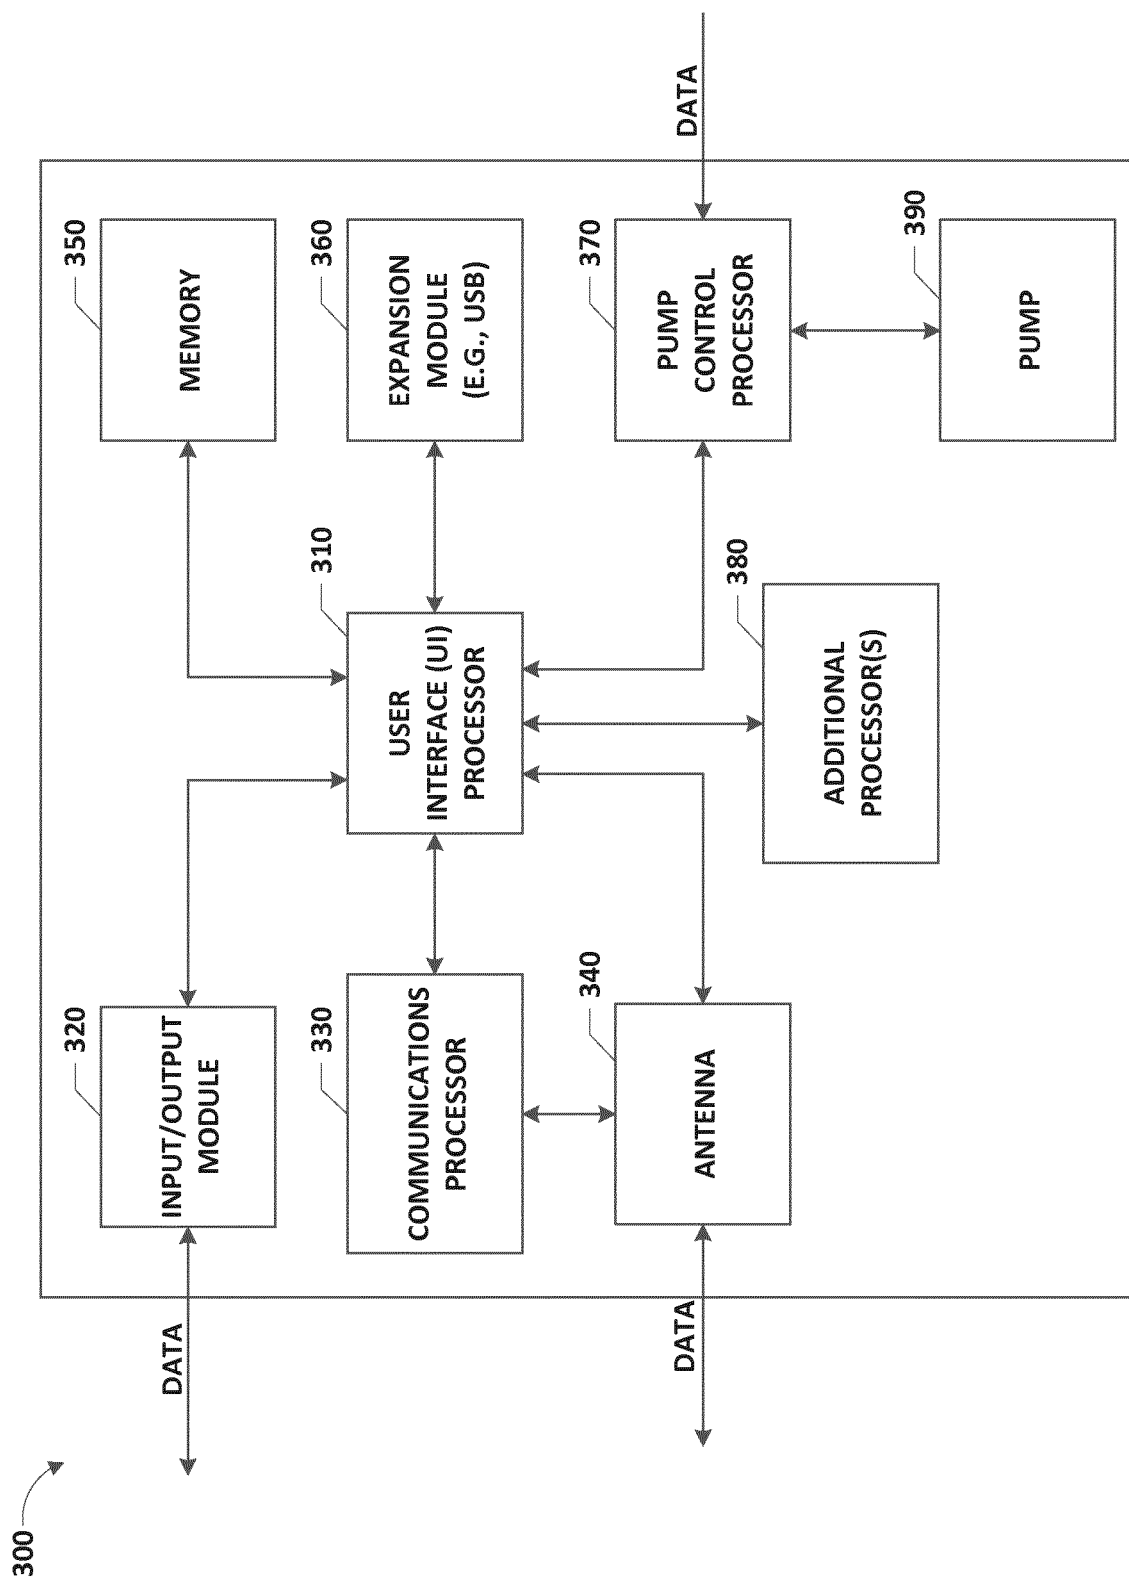 300
DATA
320
INPUT/OUTPUT
MODULE
350
MEMORY
310
USER
INTERFACE (UI)
PROCESSOR
330
COMMUNICATIONS
PROCESSOR
360
EXPANSION
MODULE
(E.G., USB)
DATA
340
ANTENNA
370
PUMP
CONTROL
PROCESSOR
DATA
380
ADDITIONAL
PROCESSOR(S)
390
PUMP